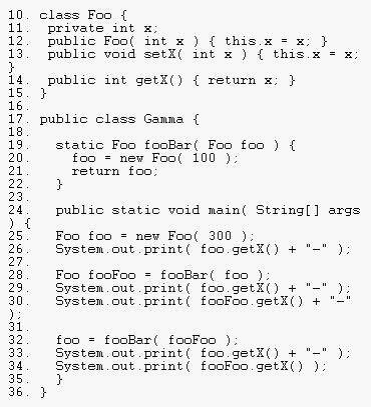 10. class Foo {
11. private int x;
12. public Foo( int x ) { this.x = x; }
13. public void setX( int x ) { this.x = x;
}
14. public int getX() { return x; }
15. }
16.
17. public class Gamma {
18.
19. static Foo fooBar( Foo foo ) {
20. foo = new Foo( 100 );
21. return foo;
22. }
23.
24. public static void main( String[] args
) {
25. Foo foo = new Foo( 300 );
26. System.out.print( foo.getX() + "-" );
27.
28. Foo fooFoo = fooBar( foo );
29. System.out.print( foo.getX() + "-" );
30. System.out.print( fooFoo.getX() + "-"
);
31.
32. foo = fooBar( fooFoo );
33. System.out.print( foo.getX() + "-" );
34. System.out.print( fooFoo.getX() );
35. }
36. }